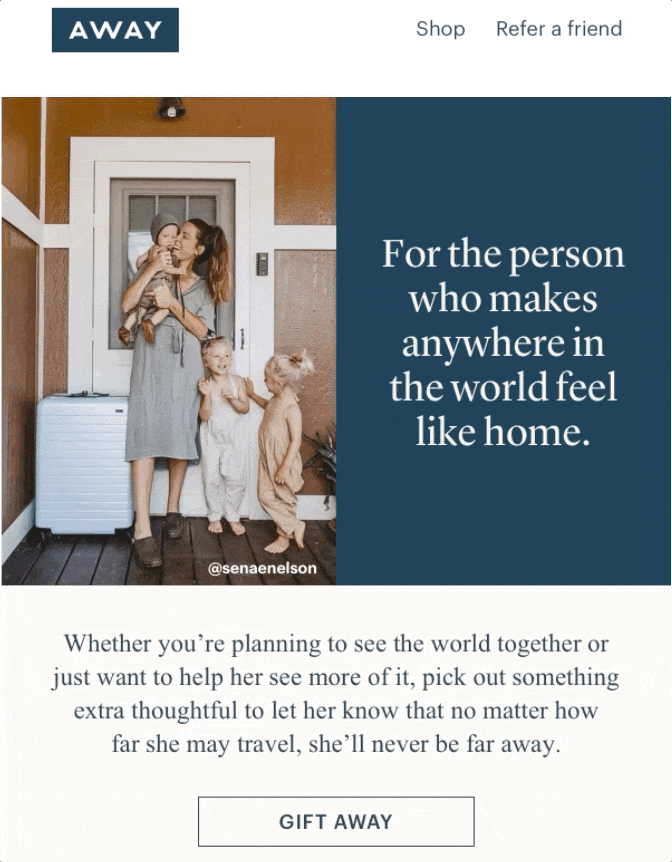 AWAY
Shop
Refer a friend
For the person
who makes
anywhere in
the world feel
like home.
@senaenelson
Whether you’re planning to see the world together or
just want to help her see more of it, pick out something
extra thoughtful to let her know that no matter how
far she may travel, she’ll never be far away.
GIFT AWAY